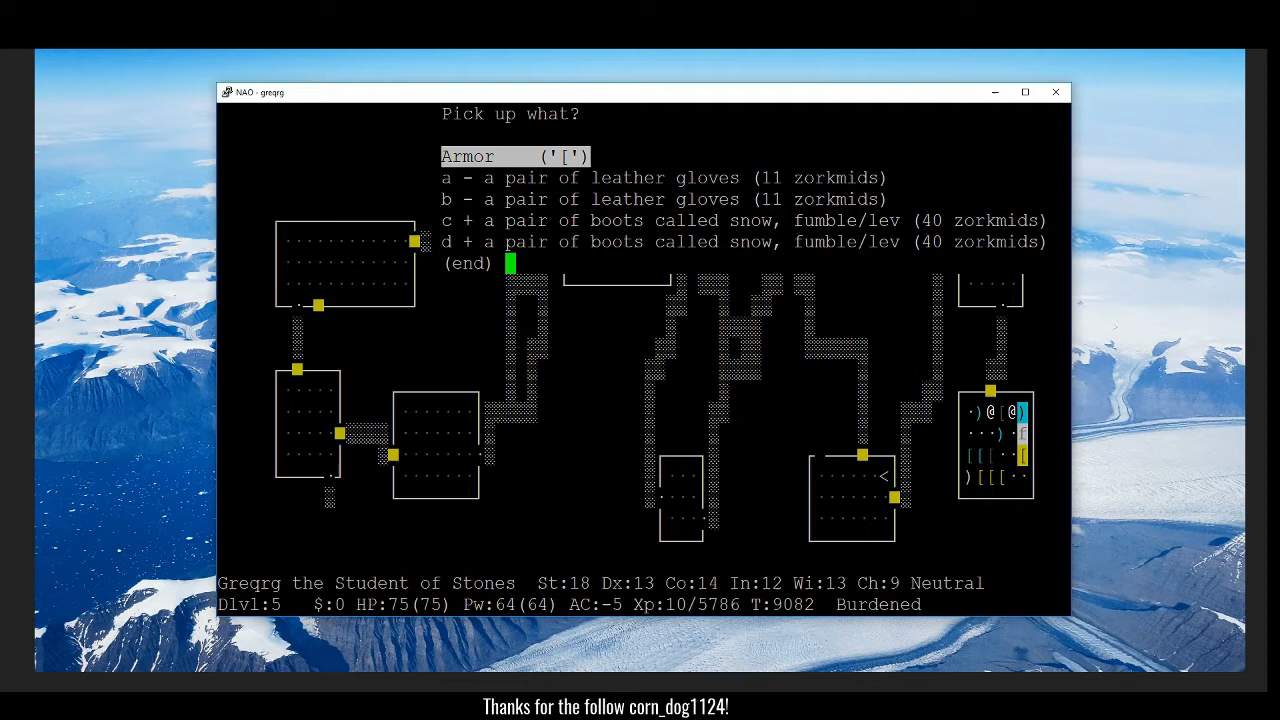 NAO - greqrg
Pick up what?
Armor ('[')
a - a pair of leather gloves (11 zorkmids)
b - a pair of leather gloves (11 zorkmids)
c + a pair of boots called snow, fumble/lev (40 zorkmids)
d + a pair of boots called snow, fumble/lev (40 zorkmids)
(end)
·)@[@)
···)·f
<
[[[··[
)[[[··
Greqrg the Student of Stones St:18 Dx:13 Co:14 In:12 Wi:13 Ch:9 Neutral
Dlvl:5 $:0 HP:75(75) Pw:64(64) AC:-5 Xp:10/5786 T:9082 Burdened
Thanks for the follow corn_dog1124!